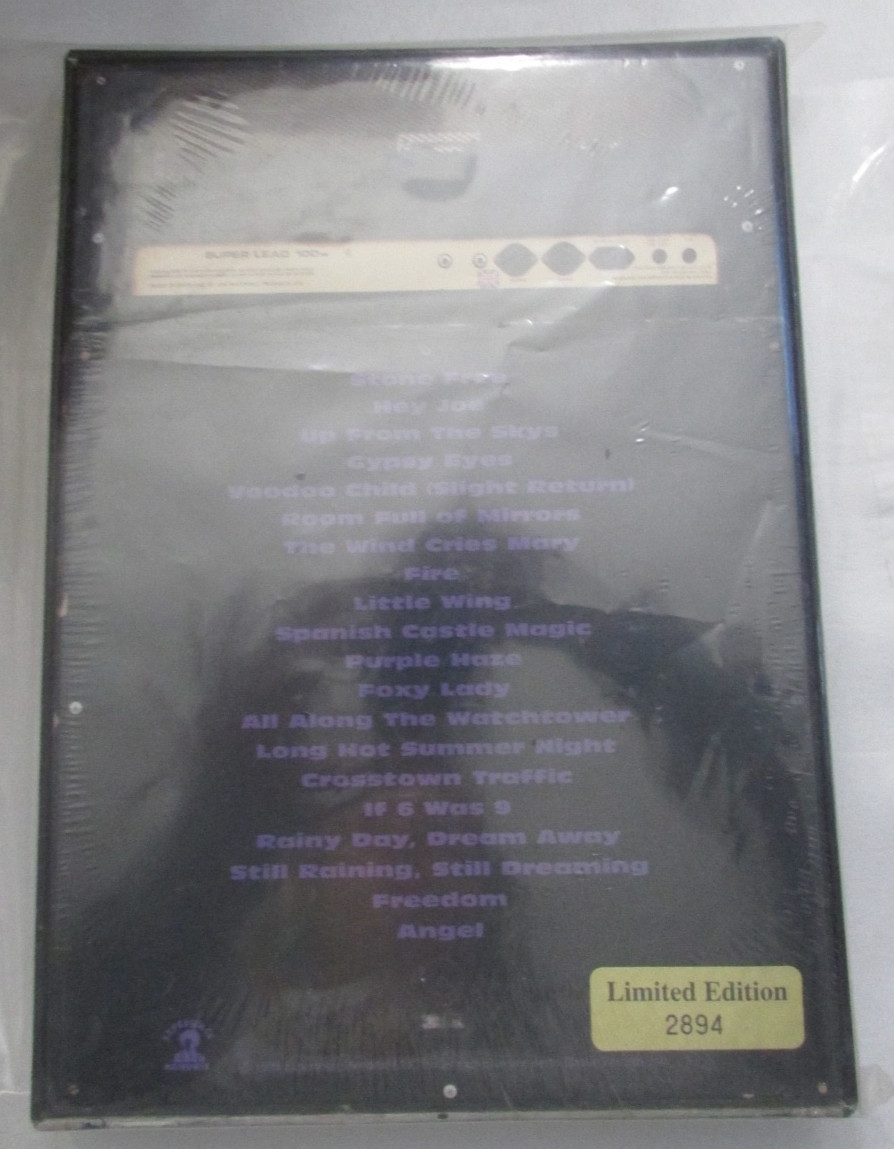 SUPER LEAD 100w
Stone Free
Hey Joe
Up From The Skys
Gypsy Eyes
Voodoo Child (Slight Return)
Room Full of Mirrors
The Wind Cries Mary
Fire
Little Wing
Spanish Castle Magic
Purple Haze
Foxy Lady
All Along The Watchtower
Long Hot Summer Night
Crosstown Traffic
If 6 Was 9
Rainy Day, Dream Away
Still Raining, Still Dreaming
Freedom
Angel
Limited Edition
2894